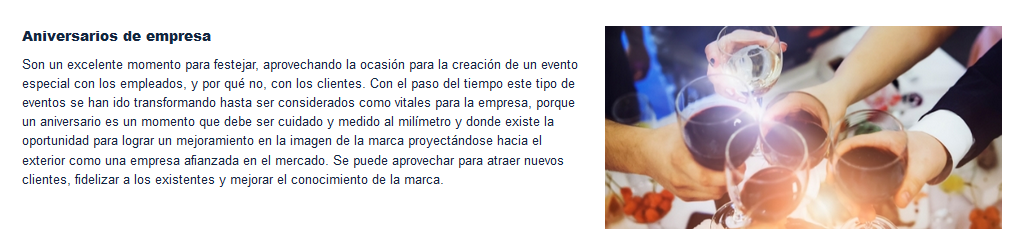 Aniversarios de empresa
Son un excelente momento para festejar, aprovechando la ocasión para la creación de un evento
especial con los empleados, y por qué no, con los clientes. Con el paso del tiempo este tipo de
eventos se han ido transformando hasta ser considerados como vitales para la empresa, porque
un aniversario es un momento que debe ser cuidado y medido al milímetro y donde existe la
oportunidad para lograr un mejoramiento en la imagen de la marca proyectándose hacia el
exterior como una empresa afianzada en el mercado. Se puede aprovechar para atraer nuevos
clientes, fidelizar a los existentes y mejorar el conocimiento de la marca.